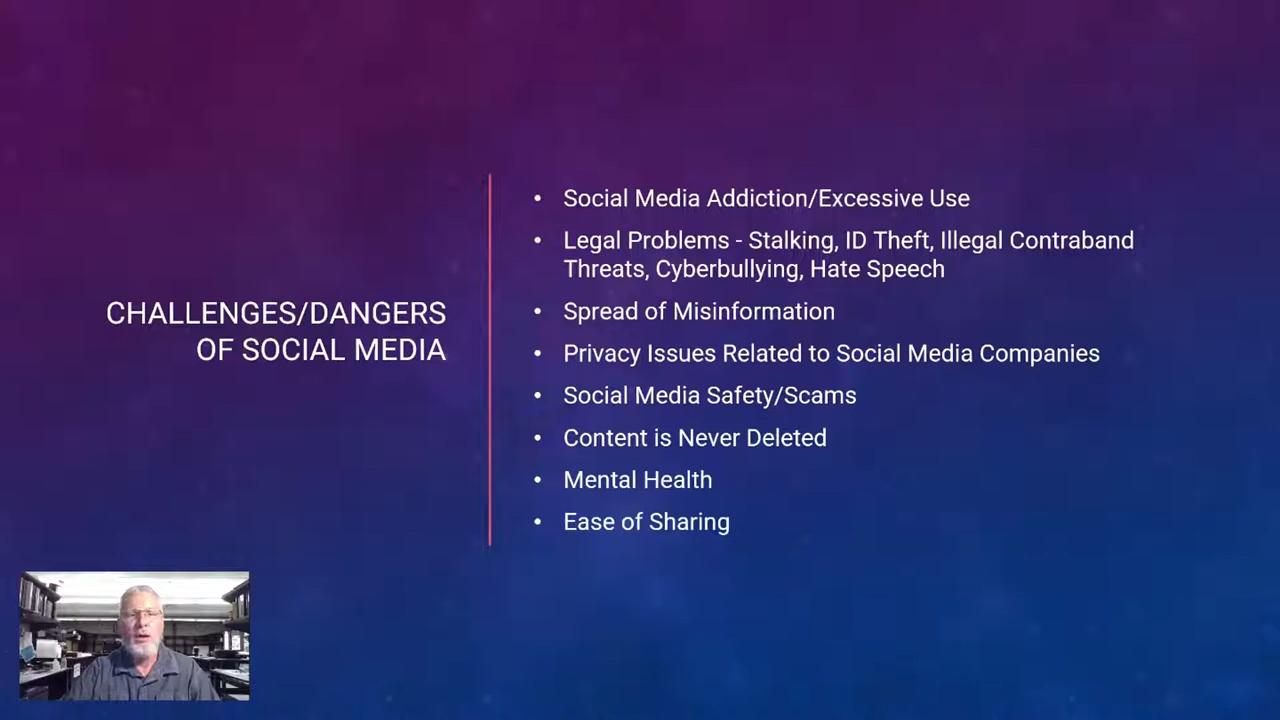 CHALLENGES/DANGERS
OF SOCIAL MEDIA
• Social Media Addiction/Excessive Use
• Legal Problems - Stalking, ID Theft, Illegal Contraband
Threats, Cyberbullying, Hate Speech
• Spread of Misinformation
• Privacy Issues Related to Social Media Companies
• Social Media Safety/Scams
• Content is Never Deleted
• Mental Health
• Ease of Sharing